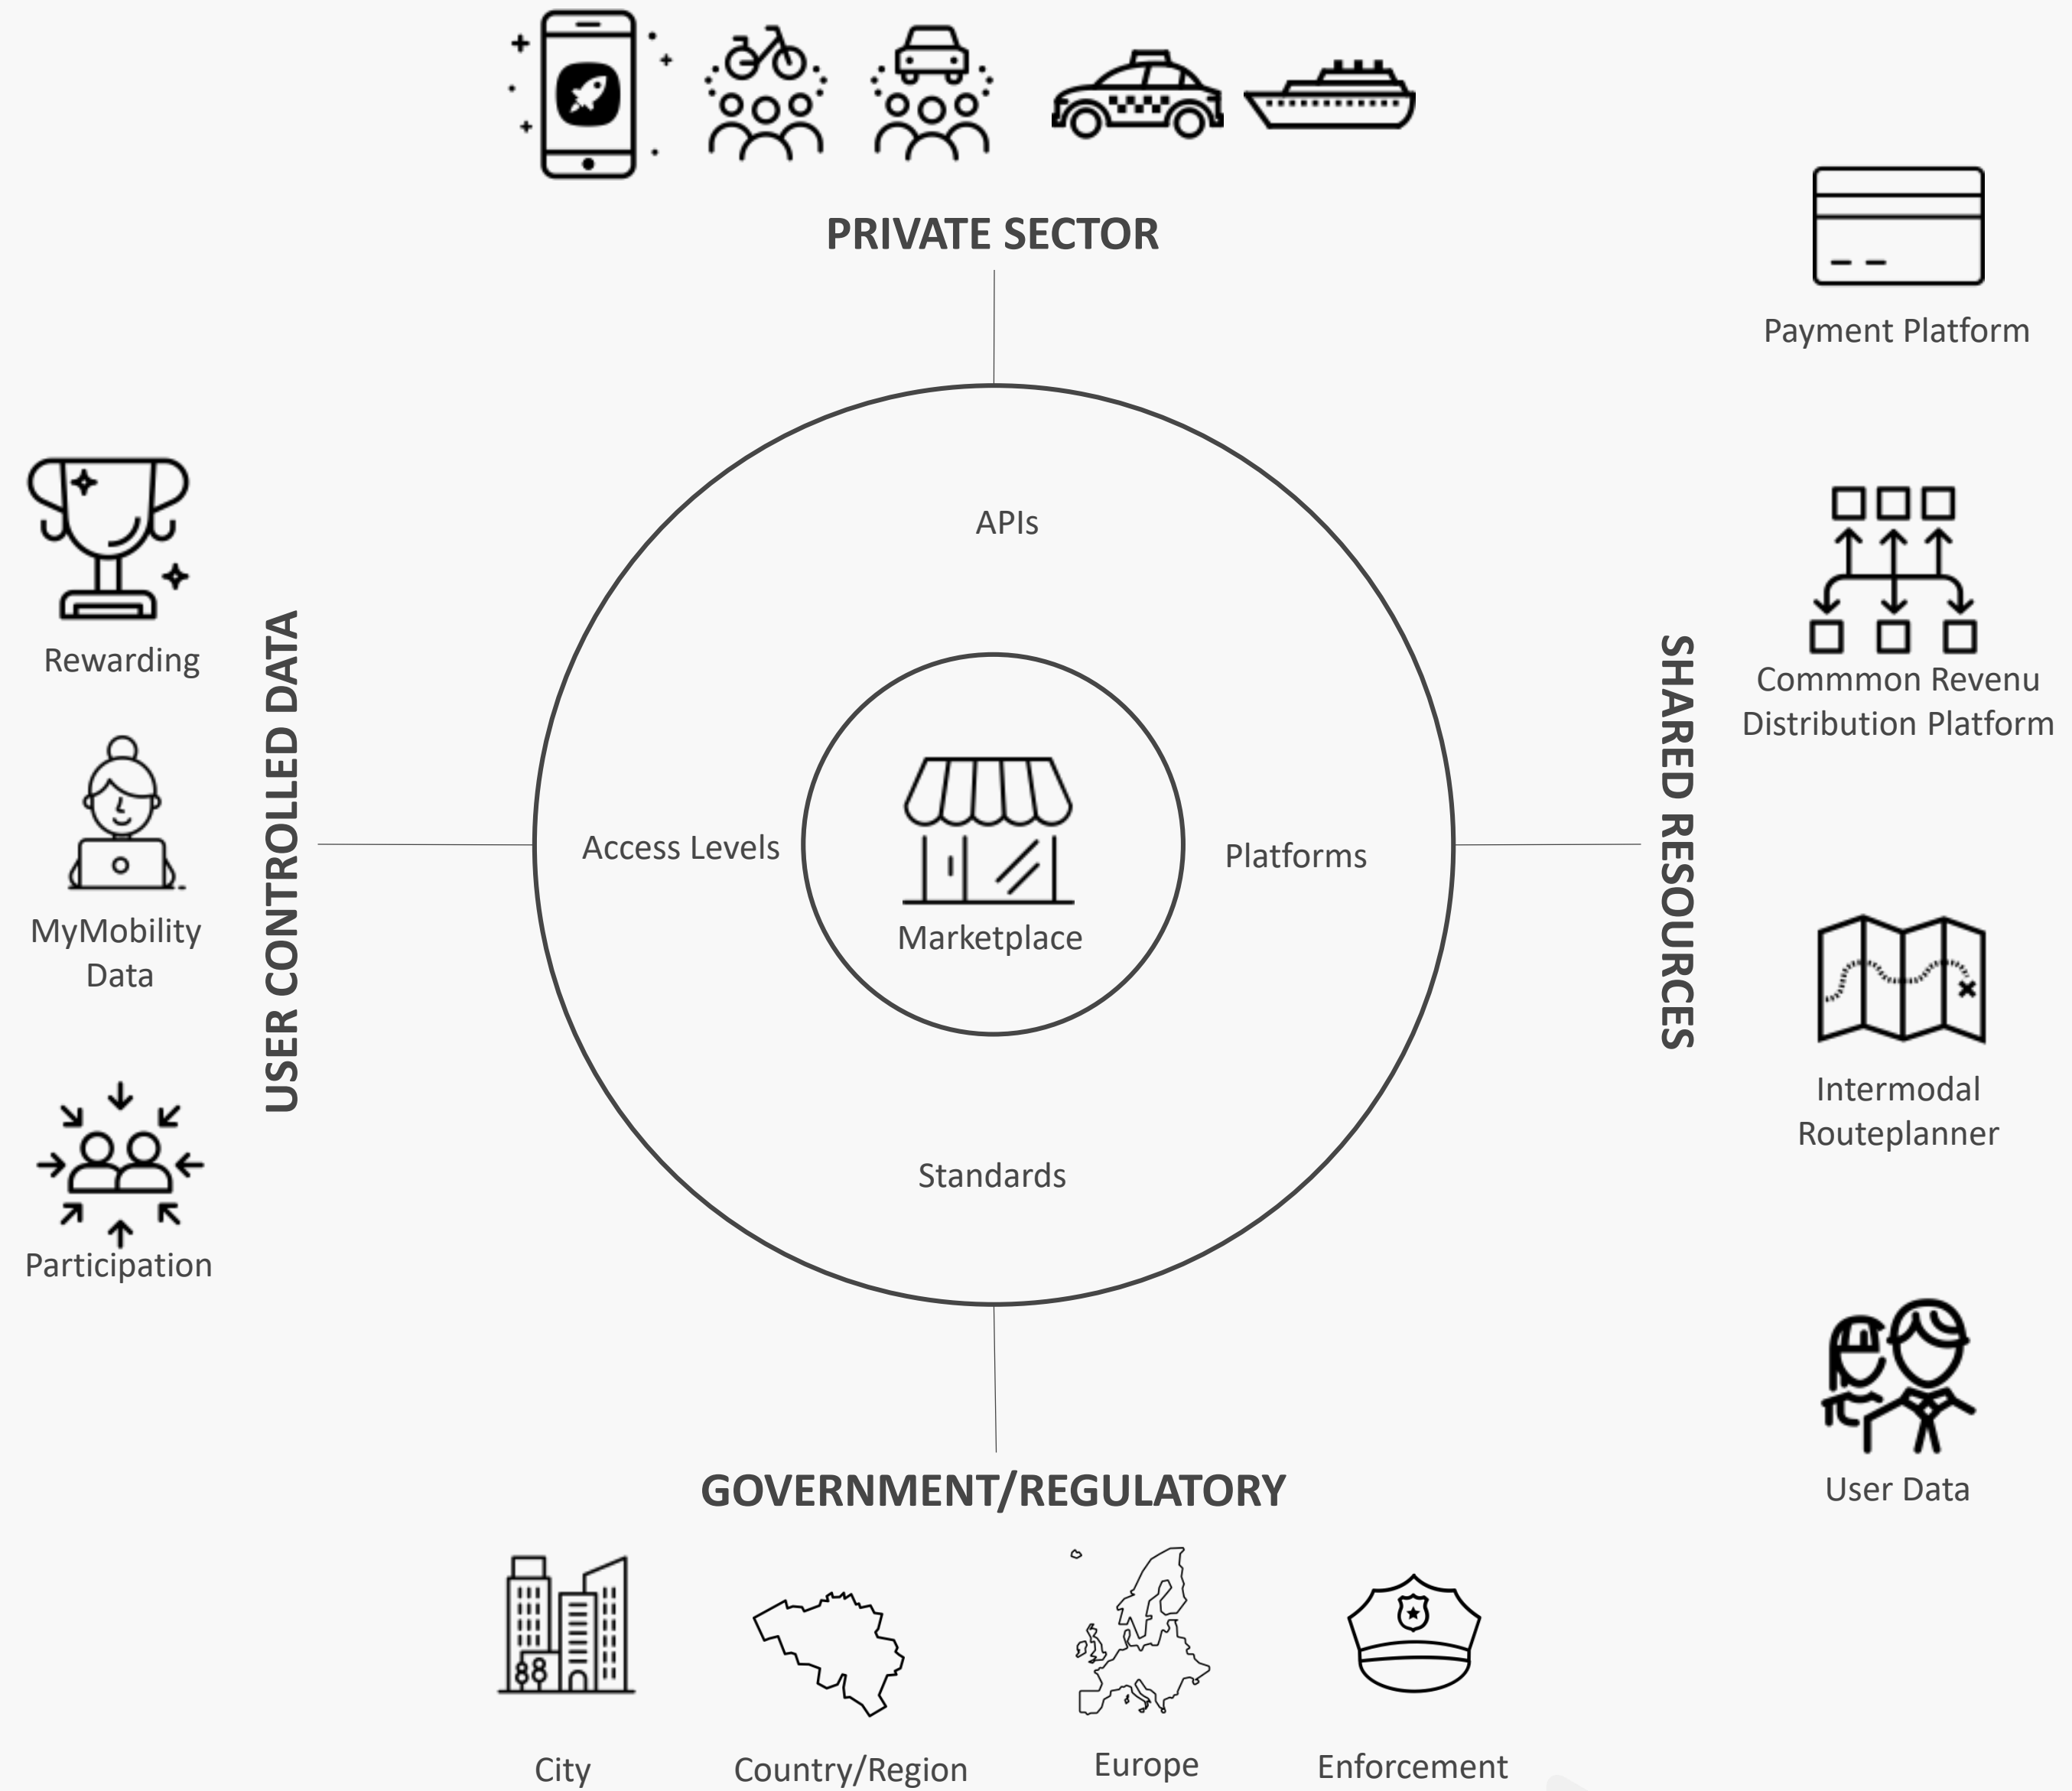 PRIVATE SECTOR
Payment Platform
APIs
Rewarding
USER CONTROLLED DATA
MyMobility
Data
Participation
Access Levels
Marketplace
Platforms
Standards
SHARED RESOURCES
Commmon Revenu
Distribution Platform
Intermodal
Routeplanner
User Data
GOVERNMENT/REGULATORY
City
Country/Region
Europe
Enforcement